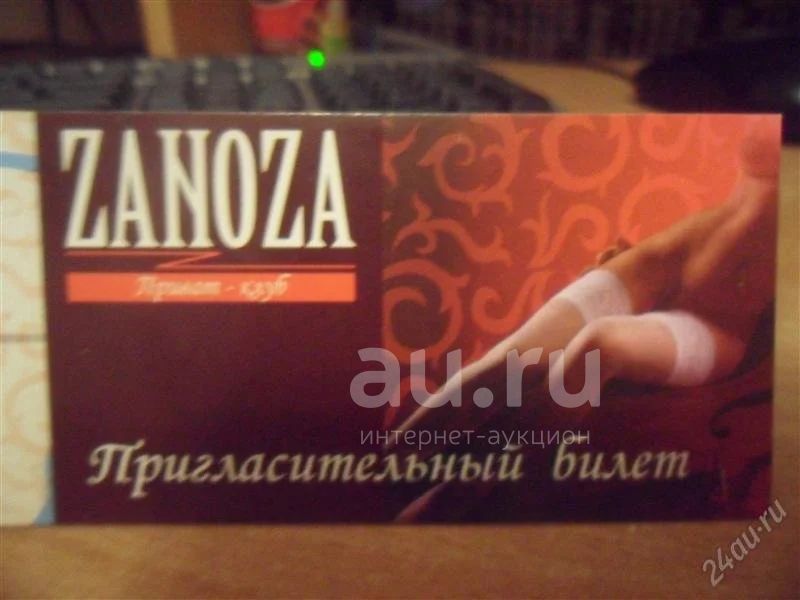 ZANOZA
Приват - клуб
au.ru
интернет-аукцион
Пригласительный билет
24au.ru